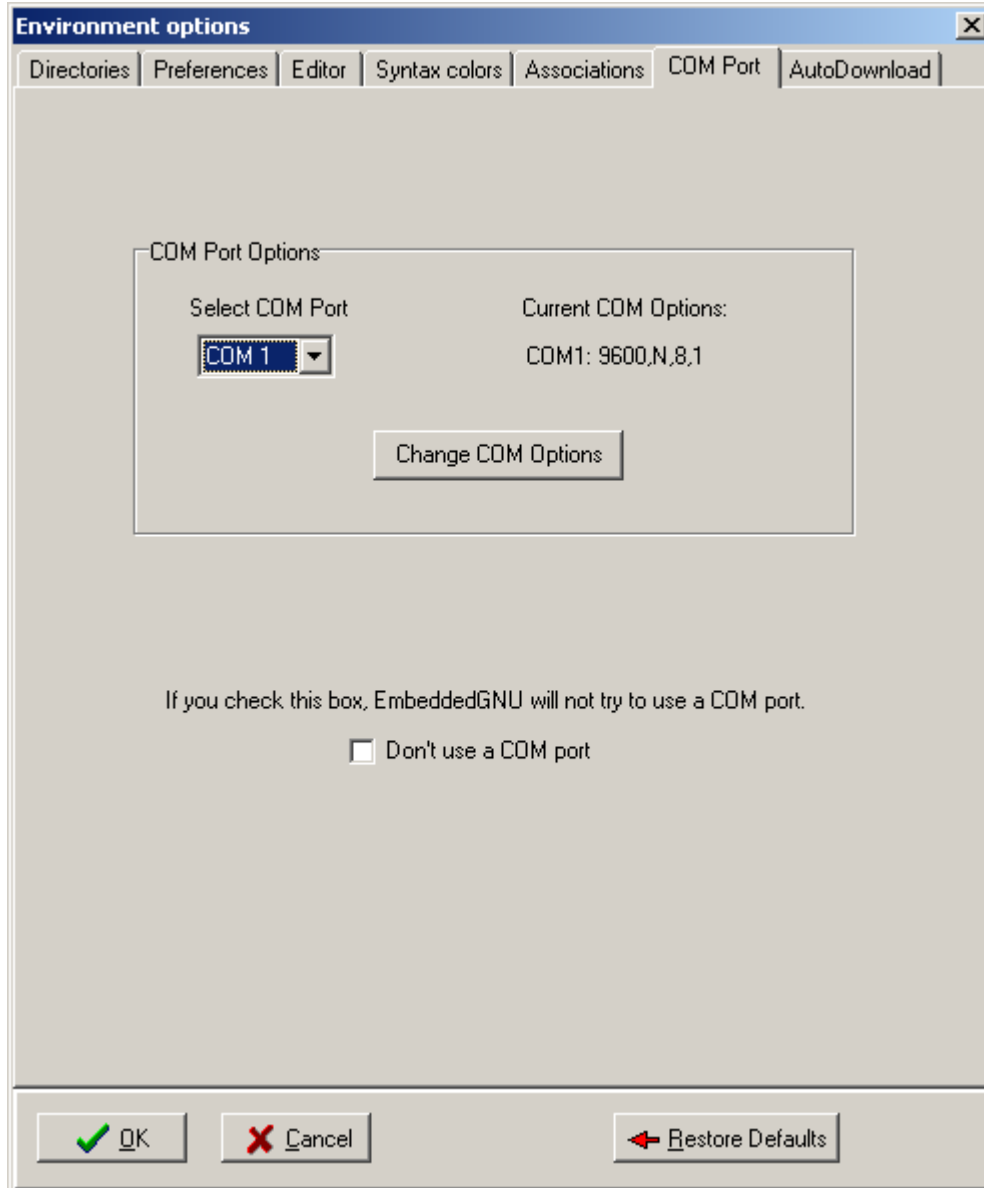 Environment options
Directories Preferences Editor Syntax colors Associations COM Port AutoDownload
COM Port Options
Select COM Port Current COM Options:
COM 1 COM1: 9600,N,8,1
Change COM Options
If you check this box, EmbeddedGNU will not try to use a COM port.
Don't use a COM port
OK Cancel Restore Defaults